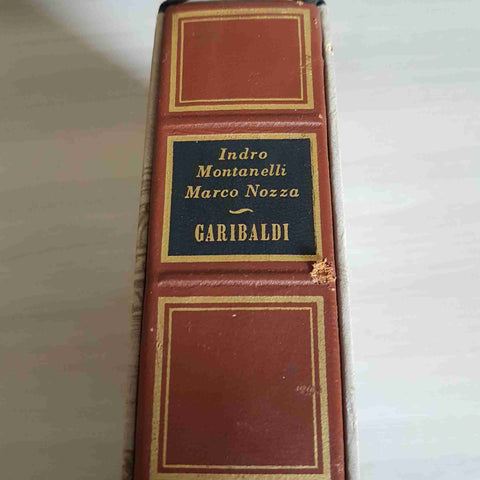 Indro
Montanelli
Marco Nozza
GARIBALDI